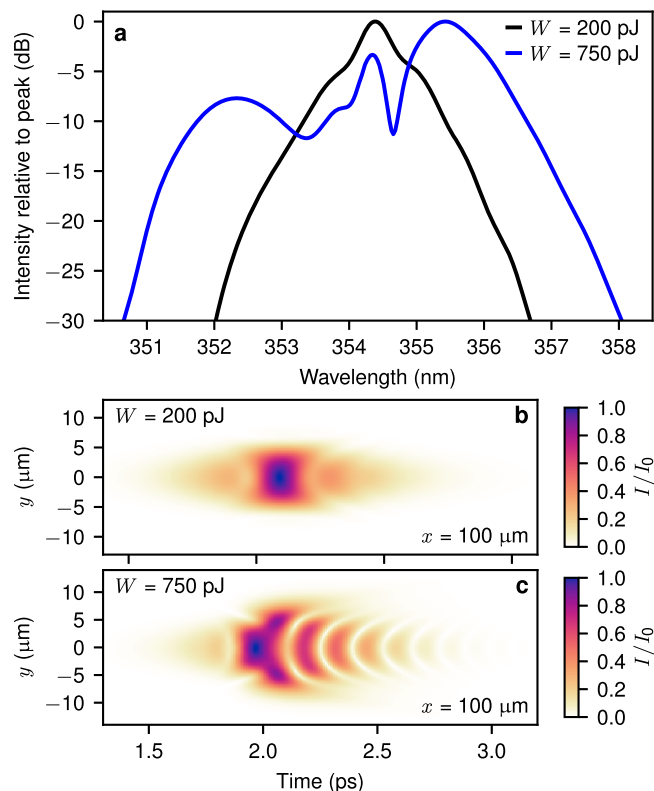 a
W = 200 pJ
W = 750 pJ
Intensity relative to peak (dB)
0
−5
−10
−15
−20
−25
−30
351 352 353 354 355 356 357 358
Wavelength (nm)
W = 200 pJ
b
y (μm)
10
5
0
−5
−10
x = 100 μm
1.0
0.8
0.6
0.4
0.2
0.0
I/I0
W = 750 pJ
c
y (μm)
10
5
0
−5
−10
x = 100 μm
1.0
0.8
0.6
0.4
0.2
0.0
I/I0
1.5 2.0 2.5 3.0
Time (ps)